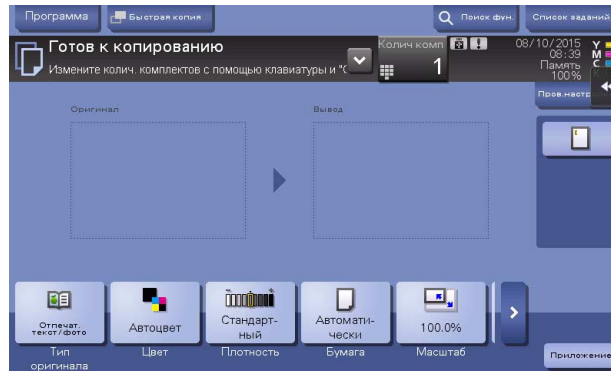 Программа
Быстрая копия
Поиск фун.
Список заданий
Готов к копированию
Измените колич. комплектов с помощью клавиатуры и "С
Колич комп
1
08/10/2015
08:39
Память
100%
Y
M
C
K
Пров.настр
Оригинал
Вывод
Отпечат.
текст/фото
Автоцвет
Стандарт-
ный
Автомати-
чески
100.0%
Тип
оригинала
Цвет
Плотность
Бумага
Масштаб
Приложение